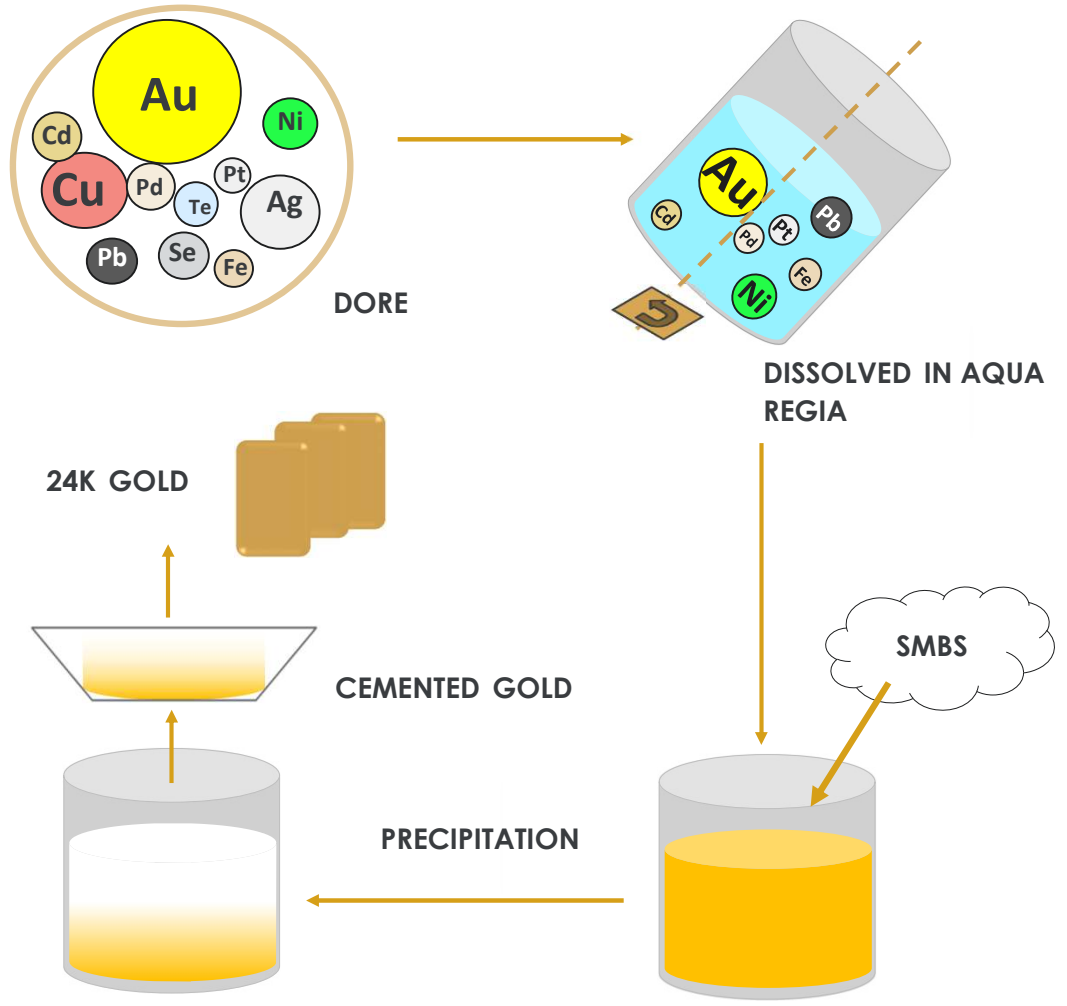 Au
Ni
Cd
Cu
Pd
Pt
Te
Ag
Pb
Se
Fe
DORE
Au
Cd
Pd
Pt
Pb
Fe
Ni
DISSOLVED IN AQUA
REGIA
24K GOLD
SMBS
CEMENTED GOLD
PRECIPITATION